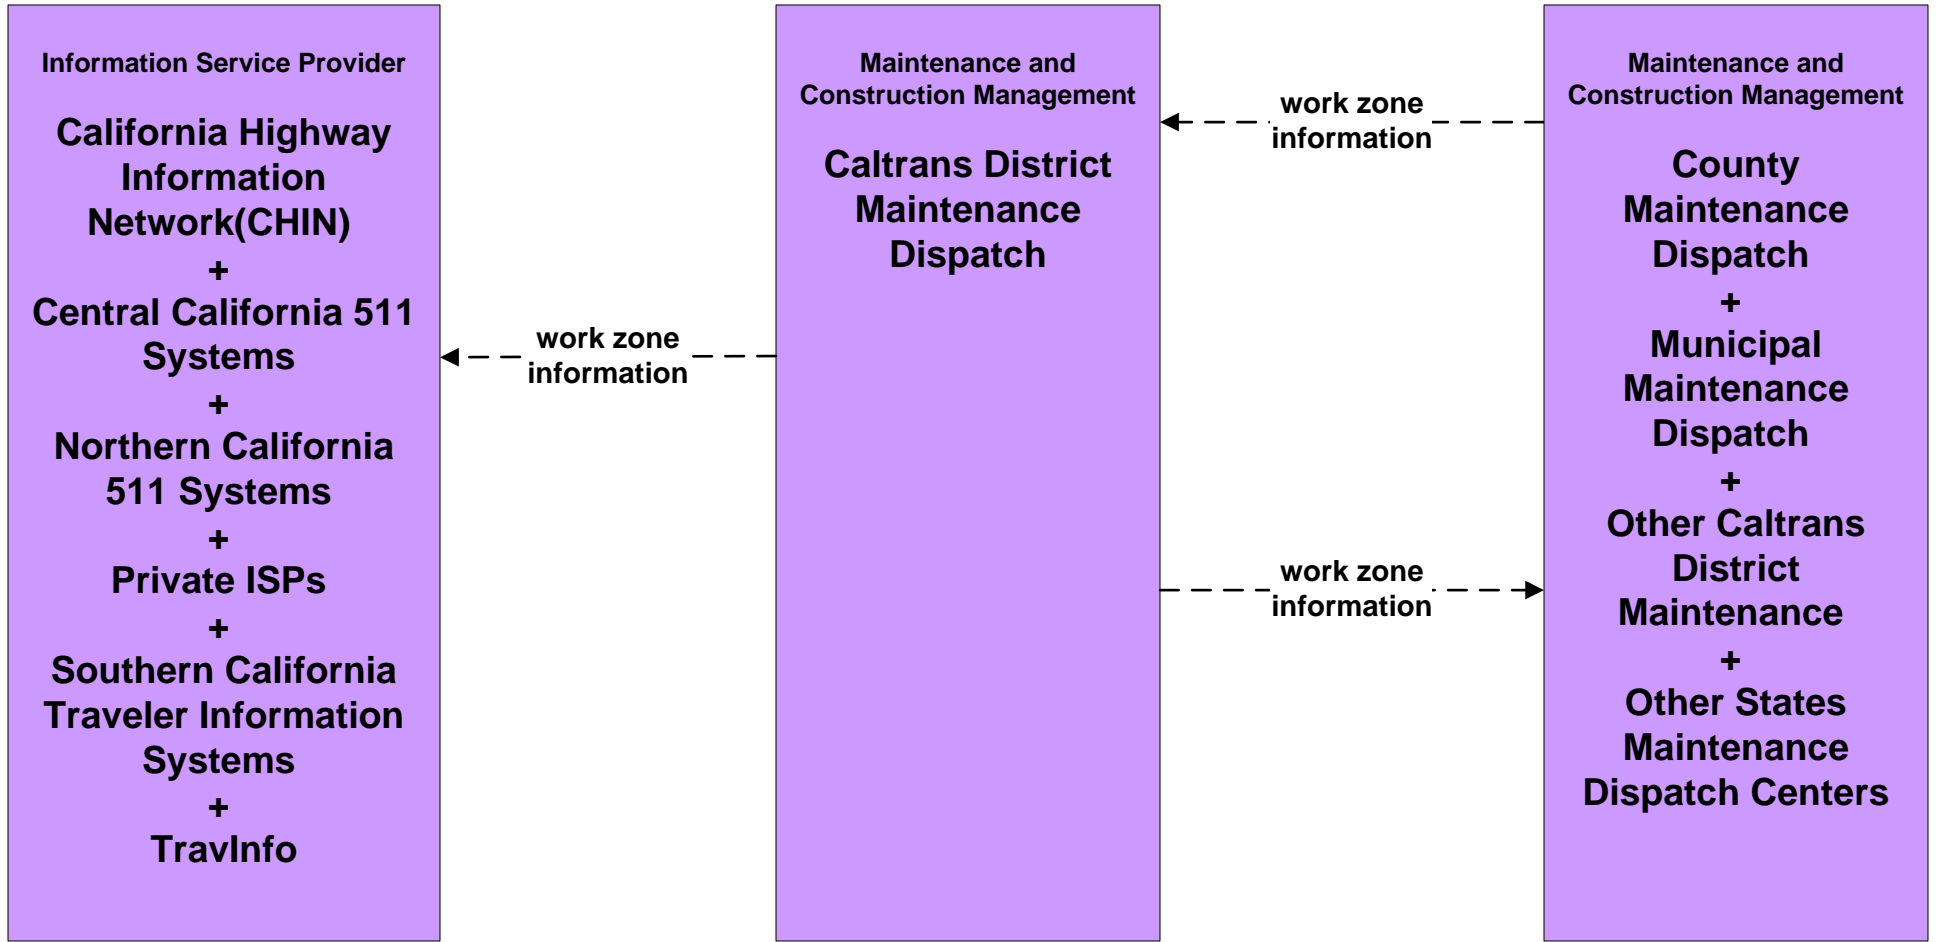 Information Service Provider
California Highway
Information
Network(CHIN)
+
Central California 511
Systems
+
Northern California
511 Systems
+
Private ISPs
+
Southern California
Traveler Information
Systems
+
TravInfo
work zone
information
Maintenance and
Construction Management
Caltrans District
Maintenance
Dispatch
work zone
information
work zone
information
Maintenance and
Construction Management
County
Maintenance
Dispatch
+
Municipal
Maintenance
Dispatch
+
Other Caltrans
District
Maintenance
+
Other States
Maintenance
Dispatch Centers